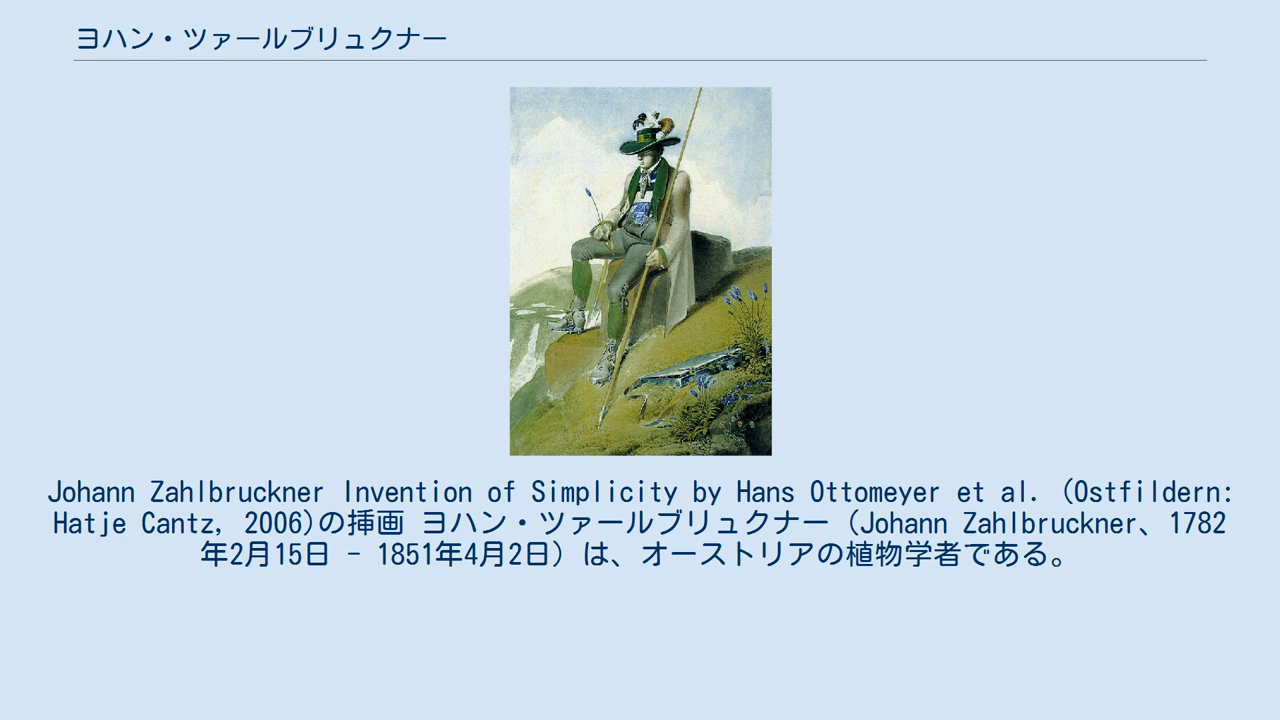 ヨハン・ツァールブリュクナー
Johann Zahlbruckner Invention of Simplicity by Hans Ottomeyer et al. (Ostfildern:
Hatje Cantz, 2006)の挿画 ヨハン・ツァールブリュクナー（Johann Zahlbruckner、1782
年2月15日 - 1851年4月2日）は、オーストリアの植物学者である。